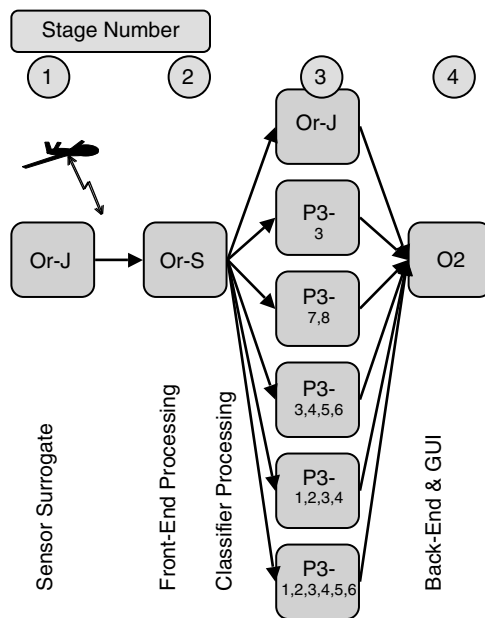 Stage Number
1
2
3
4
Or-J
P3-
3
Or-J
Or-S
O2
P3-
7,8
P3-
3,4,5,6
P3-
1,2,3,4
P3-
1,2,3,4,5,6
Sensor Surrogate
Front-End Processing
Classifier Processing
Back-End & GUI